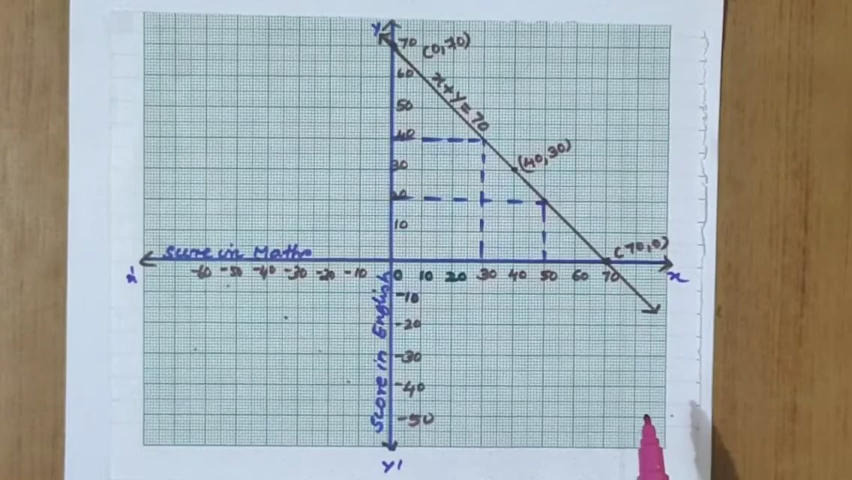 Y
70 (0,70)
60
x+y=70
50
40
(40,30)
30
20
10
(70,0)
Score in Maths
x' -60 -50 -40 -30 -20 -10 0 10 20 30 40 50 60 70 x
-10
-20
-30
-40
-50
Score in English
Y'